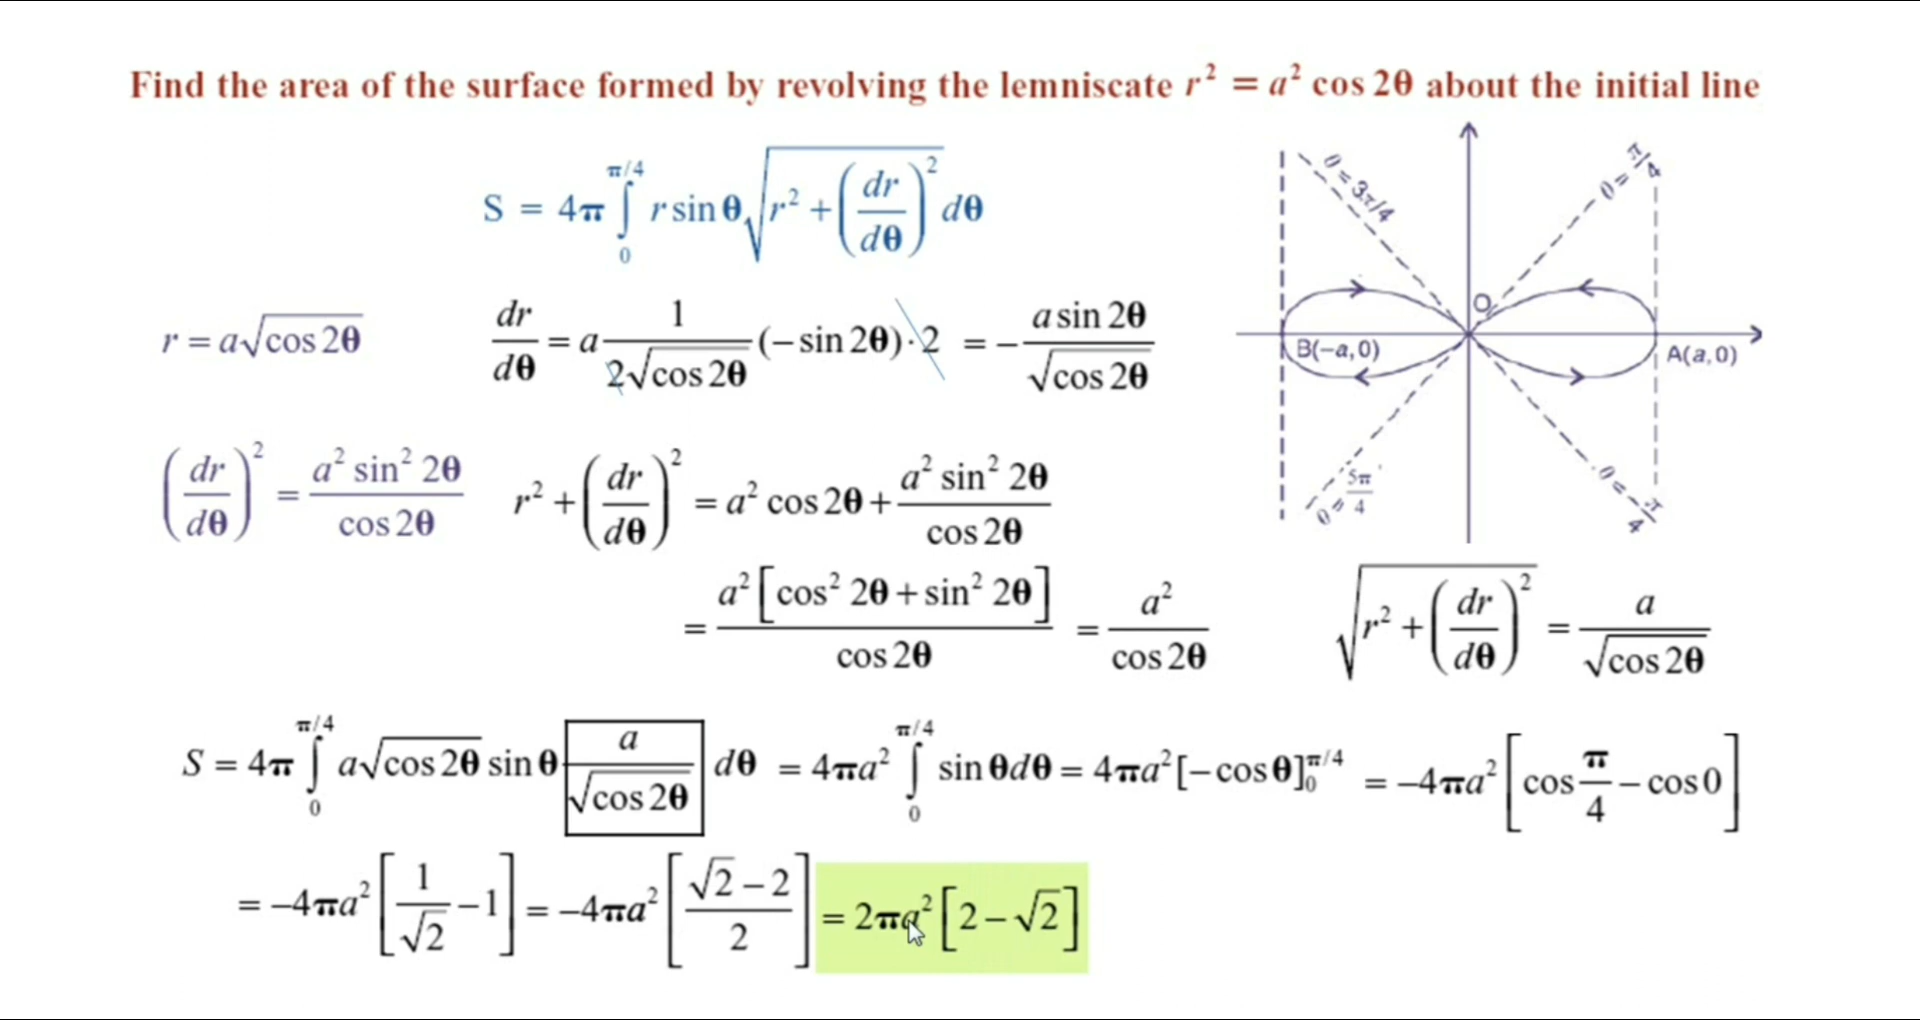 Find the area of the surface formed by revolving the lemniscate r² = a² cos 2θ about the initial line
S = 4π ∫₀^{π/4} r sin θ √(r² + (dr/dθ)²) dθ
r = a√(cos 2θ)
dr/dθ = a 1/(2√(cos 2θ)) (−sin 2θ)·2 = − a sin 2θ/√(cos 2θ)
θ = 3π/4
θ = π/4
O
B(−a,0)
A(a,0)
θ = 5π/4
θ = −π/4
(dr/dθ)² = a² sin² 2θ/cos 2θ
r² + (dr/dθ)² = a² cos 2θ + a² sin² 2θ/cos 2θ
= a² [cos² 2θ + sin² 2θ]/cos 2θ = a²/cos 2θ
√(r² + (dr/dθ)²) = a/√(cos 2θ)
S = 4π ∫₀^{π/4} a√(cos 2θ) sin θ a/√(cos 2θ) dθ = 4πa² ∫₀^{π/4} sin θdθ = 4πa² [−cos θ]₀^{π/4} = −4πa² [cos π/4 − cos 0]
= −4πa² [1/√2 − 1] = −4πa² [(√2 − 2)/2] = 2πa² [2 − √2]